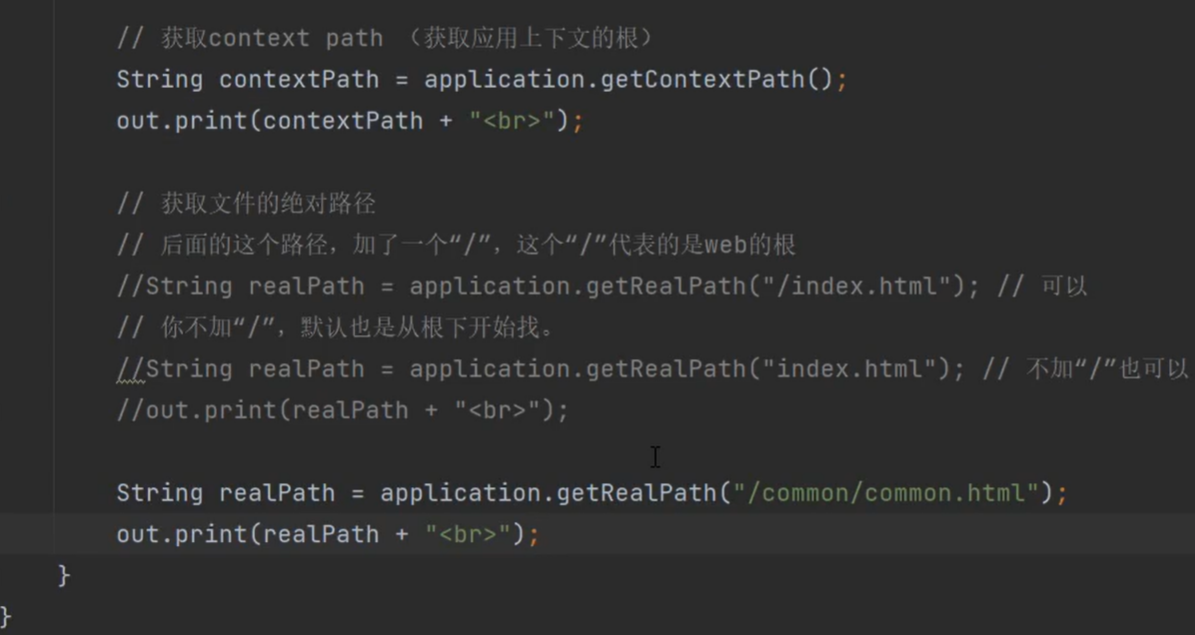 // 获取context path （获取应用上下文的根）
String contextPath = application.getContextPath();
out.print(contextPath + "<br>");
// 获取文件的绝对路径
// 后面的这个路径，加了一个“/”，这个“/”代表的是web的根
//String realPath = application.getRealPath("/index.html"); // 可以
// 你不加“/”，默认也是从根下开始找。
//String realPath = application.getRealPath("index.html"); // 不加“/”也可以
//out.print(realPath + "<br>");
String realPath = application.getRealPath("/common/common.html");
out.print(realPath + "<br>");
}
}